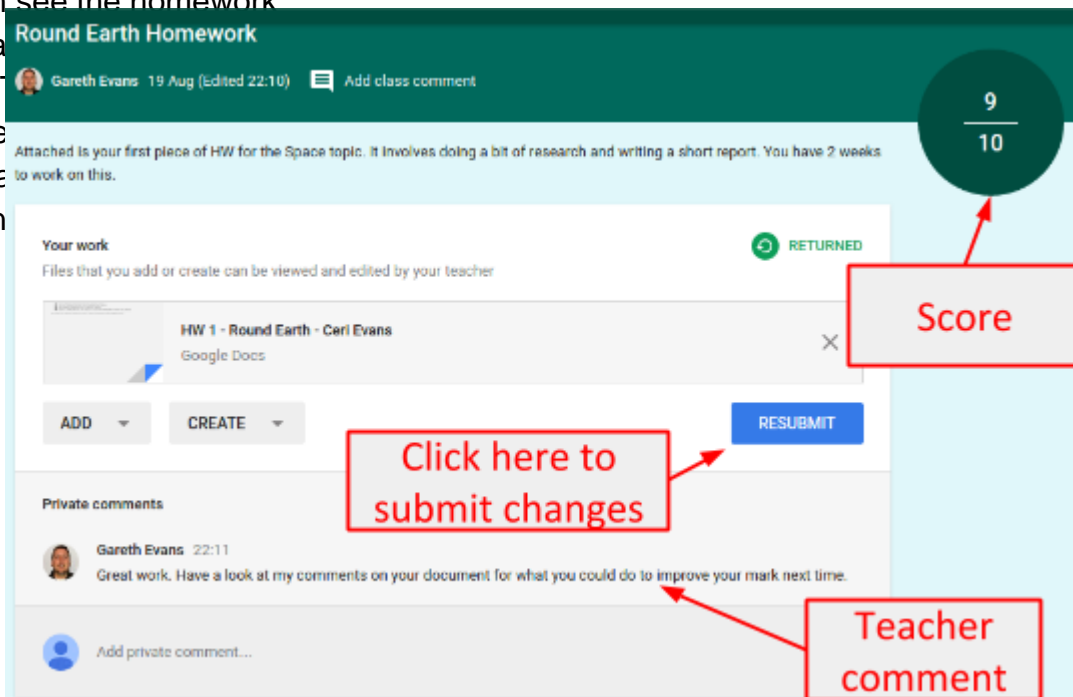 see the homework
Round Earth Homework
Gareth Evans 19 Aug (Edited 22:10) Add class comment
9
10
Attached is your first piece of HW for the Space topic. It involves doing a bit of research and writing a short report. You have 2 weeks
to work on this.
Your work
RETURNED
Files that you add or create can be viewed and edited by your teacher
Score
HW 1 - Round Earth - Ceri Evans
Google Docs
ADD CREATE RESUBMIT
Click here to
submit changes
Private comments
Gareth Evans 22:11
Great work. Have a look at my comments on your document for what you could do to improve your mark next time.
Teacher
comment
Add private comment...